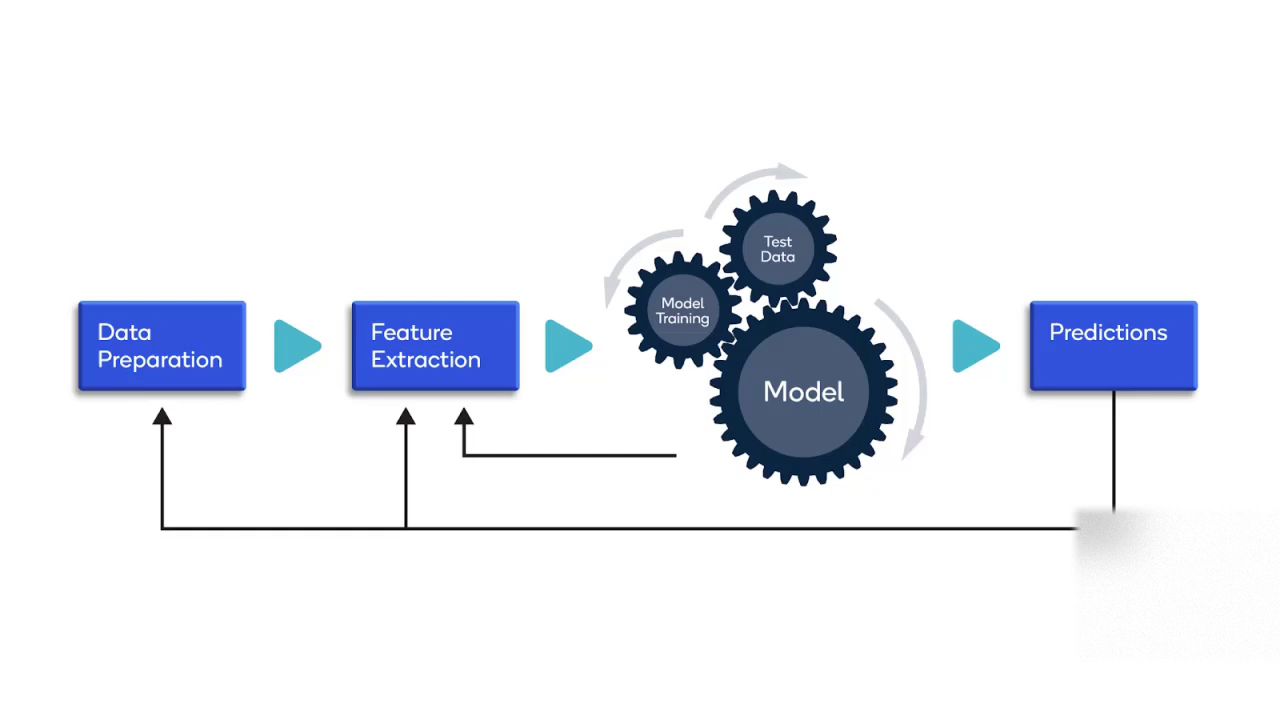 Data
Preparation
Feature
Extraction
Model
Training
Test
Data
Model
Predictions